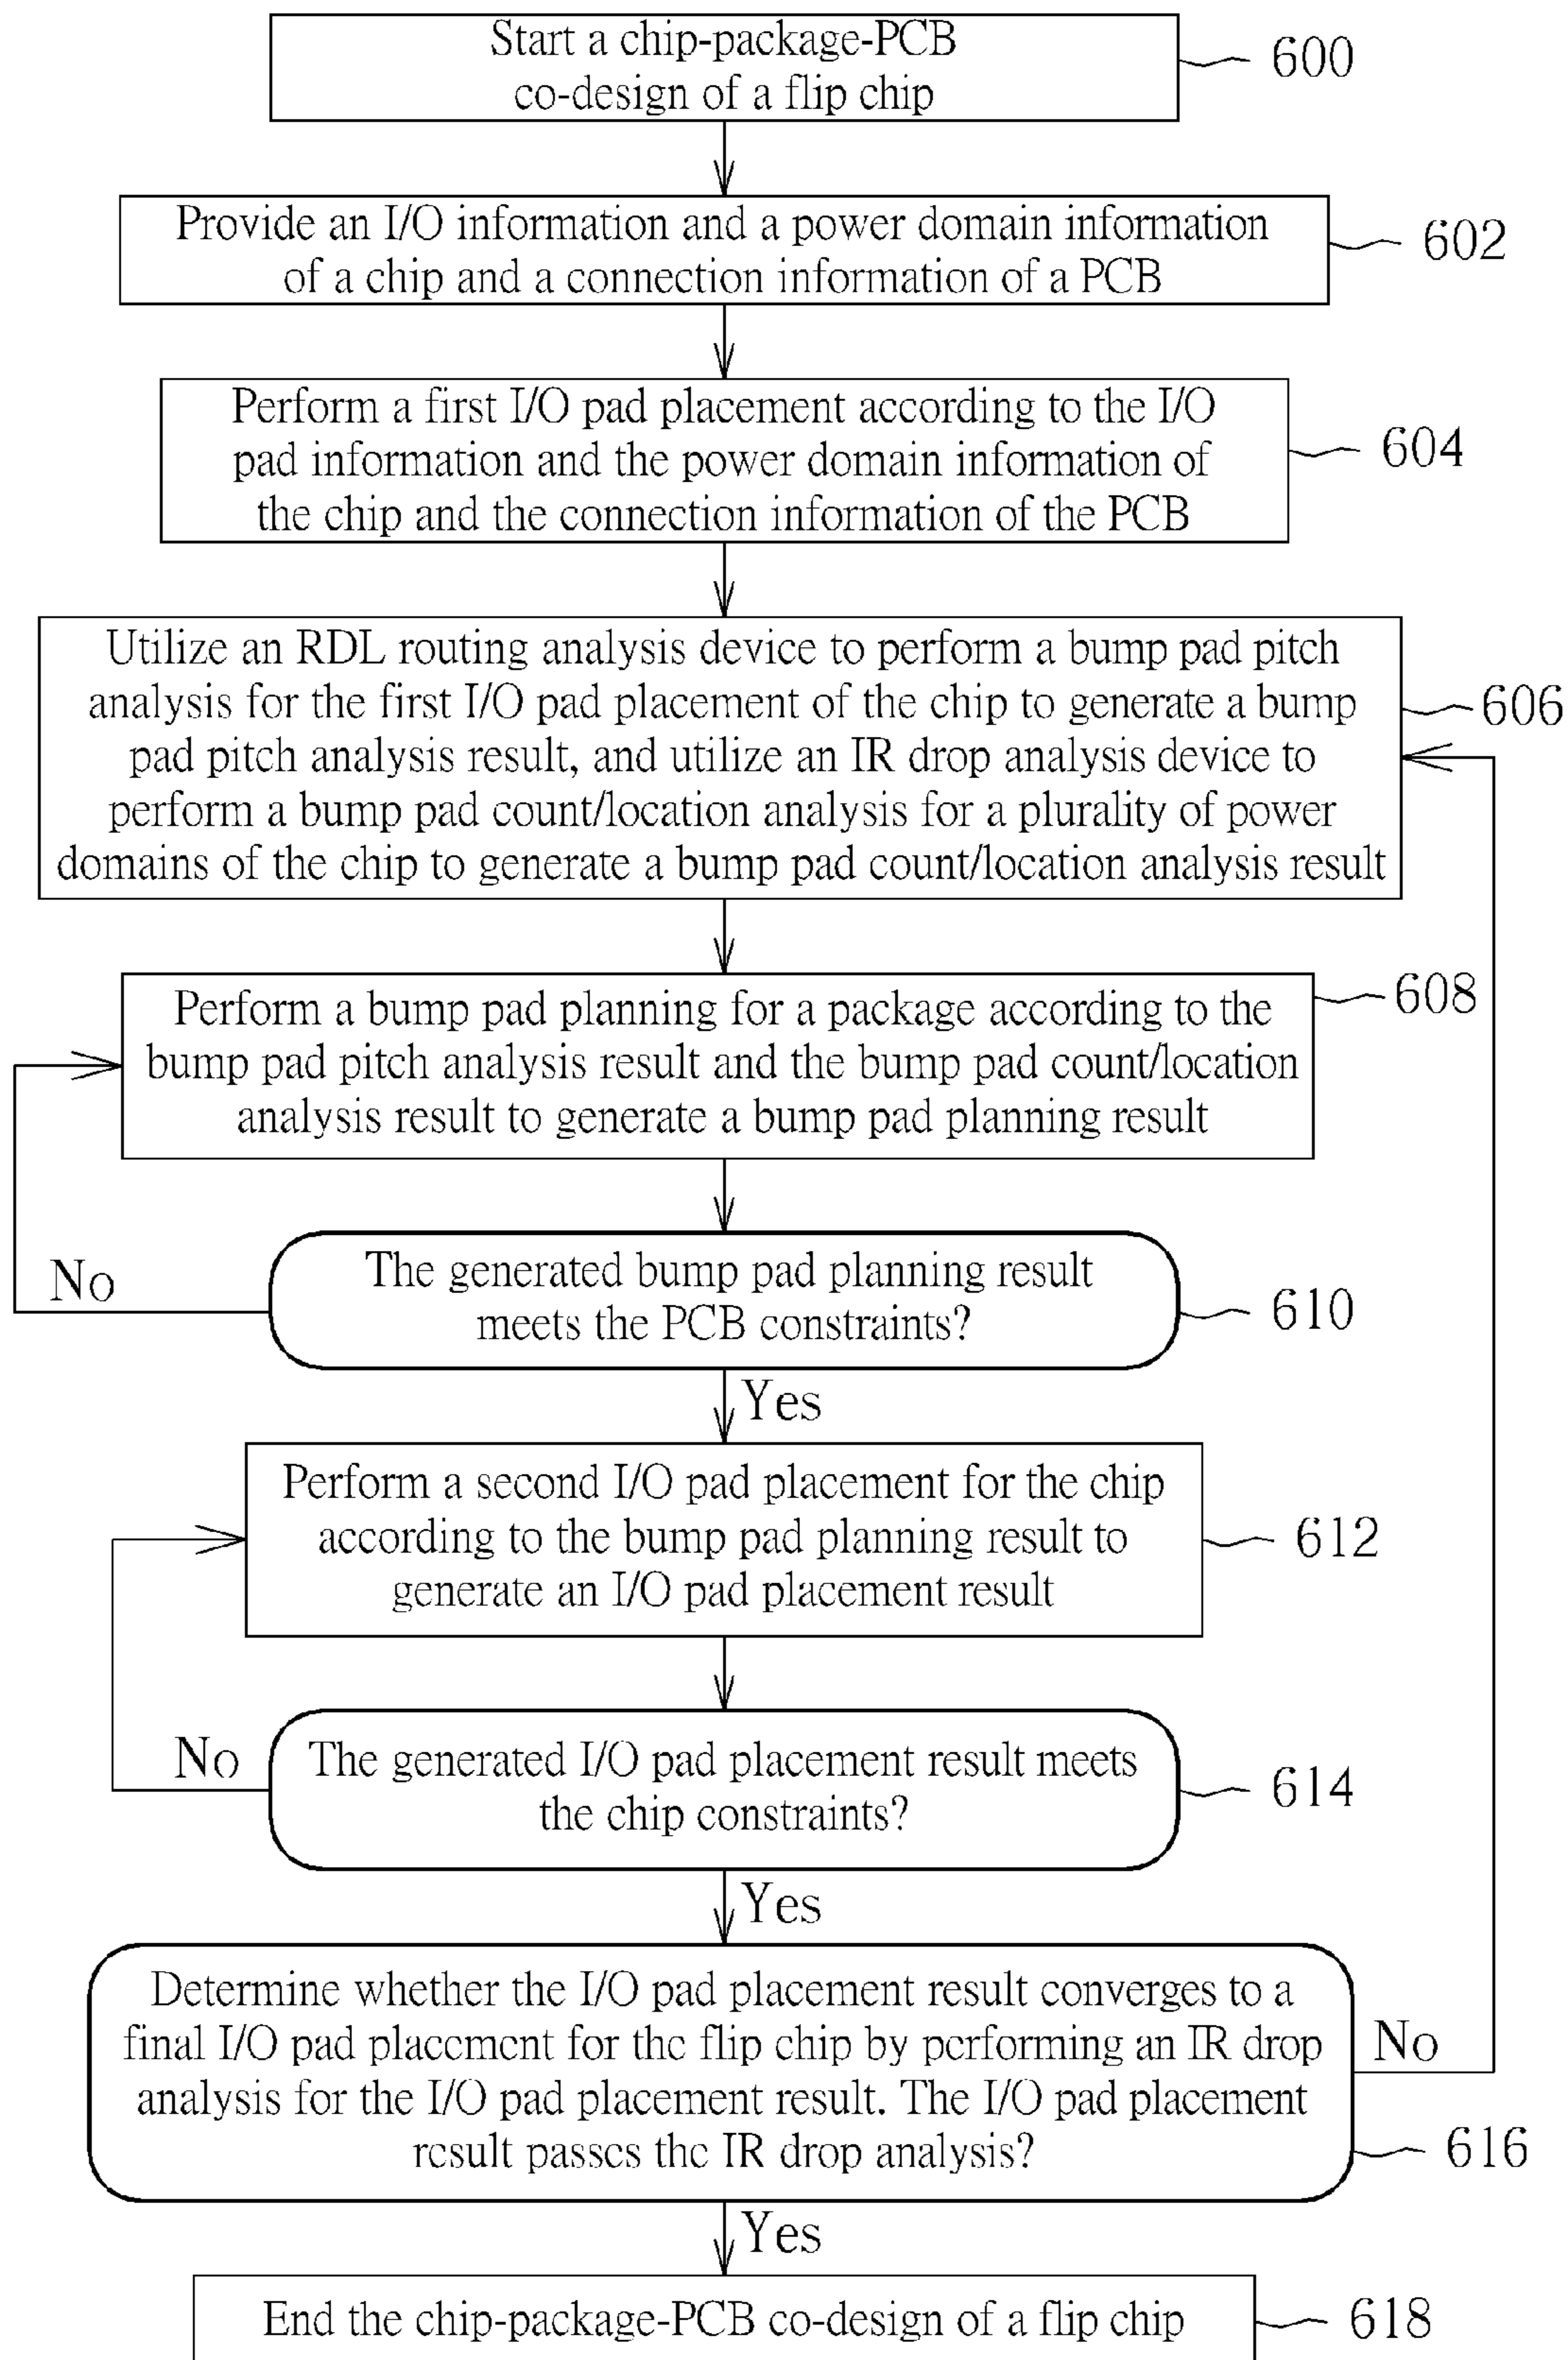 Start a chip-package-PCB
co-design of a flip chip
600
Provide an I/O information and a power domain information
of a chip and a connection information of a PCB
602
Perform a first I/O pad placement according to the I/O
pad information and the power domain information of
the chip and the connection information of the PCB
604
Utilize an RDL routing analysis device to perform a bump pad pitch
analysis for the first I/O pad placement of the chip to generate a bump
pad pitch analysis result, and utilize an IR drop analysis device to
perform a bump pad count/location analysis for a plurality of power
domains of the chip to generate a bump pad count/location analysis result
606
Perform a bump pad planning for a package according to the
bump pad pitch analysis result and the bump pad count/location
analysis result to generate a bump pad planning result
608
No
The generated bump pad planning result
meets the PCB constraints?
610
Yes
Perform a second I/O pad placement for the chip
according to the bump pad planning result to
generate an I/O pad placement result
612
No
The generated I/O pad placement result meets
the chip constraints?
614
Yes
Determine whether the I/O pad placement result converges to a
final I/O pad placement for the flip chip by performing an IR drop
analysis for the I/O pad placement result. The I/O pad placement
result passes the IR drop analysis?
No
616
Yes
End the chip-package-PCB co-design of a flip chip
618